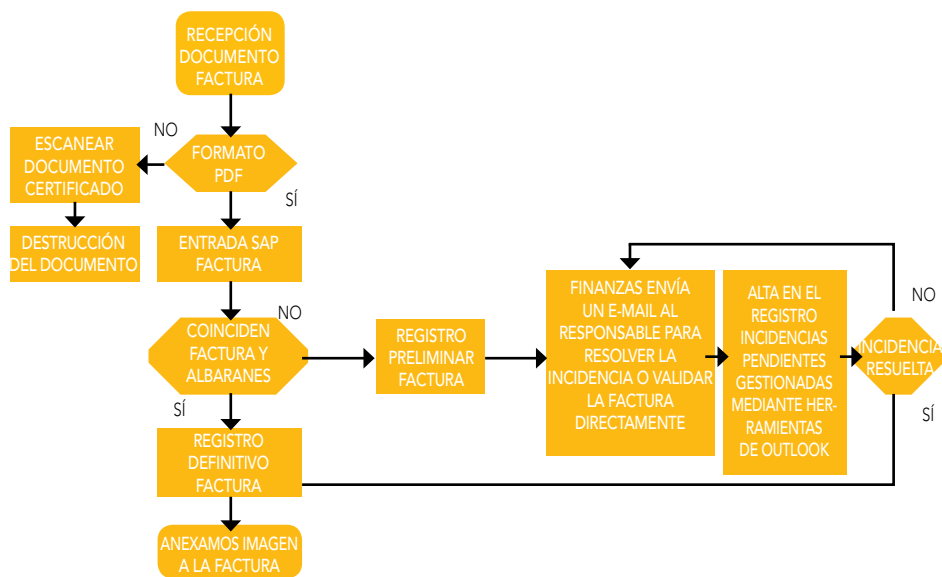 RECEPCIÓN
DOCUMENTO
FACTURA
NO
FORMATO
PDF
ESCANEAR
DOCUMENTO
CERTIFICADO
SÍ
DESTRUCCIÓN
DEL DOCUMENTO
ENTRADA SAP
FACTURA
NO
COINCIDEN
FACTURA Y
ALBARANES
REGISTRO
PRELIMINAR
FACTURA
FINANZAS ENVÍA
UN E-MAIL AL
RESPONSABLE PARA
RESOLVER LA
INCIDENCIA O VALIDAR
LA FACTURA
DIRECTAMENTE
ALTA EN EL
REGISTRO
INCIDENCIAS
PENDIENTES
GESTIONADAS
MEDIANTE HER-
RAMIENTAS
DE OUTLOOK
NO
INCIDENCIA
RESUELTA
SÍ
SÍ
REGISTRO
DEFINITIVO
FACTURA
ANEXAMOS IMAGEN
A LA FACTURA